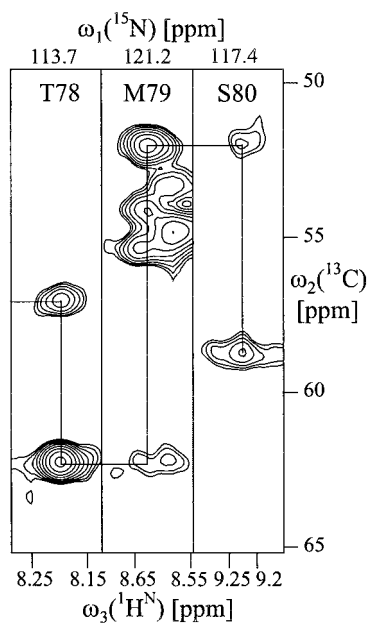 ω₁(¹⁵N) [ppm]
113.7 121.2 117.4
T78 M79 S80
50
55
ω₂(¹³C)
[ppm]
60
65
8.25 8.15 8.65 8.55 9.25 9.2
ω₃(¹Hᴺ) [ppm]